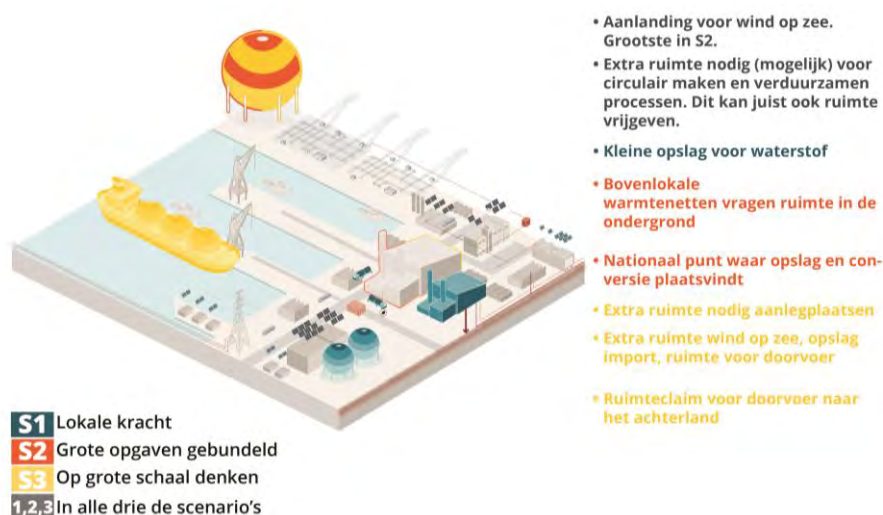 • Aanlanding voor wind op zee.
Grootste in S2.
• Extra ruimte nodig (mogelijk) voor
circulair maken en verduurzamen
processen. Dit kan juist ook ruimte
vrijgeven.
• Kleine opslag voor waterstof
• Bovenlokale
warmtenetten vragen ruimte in de
ondergrond
• Nationaal punt waar opslag en con-
versie plaatsvindt
• Extra ruimte nodig aanlegplaatsen
• Extra ruimte wind op zee, opslag
import, ruimte voor doorvoer
• Ruimteclaim voor doorvoer naar
het achterland
S1 Lokale kracht
S2 Grote opgaven gebundeld
S3 Op grote schaal denken
1,2,3 In alle drie de scenario's